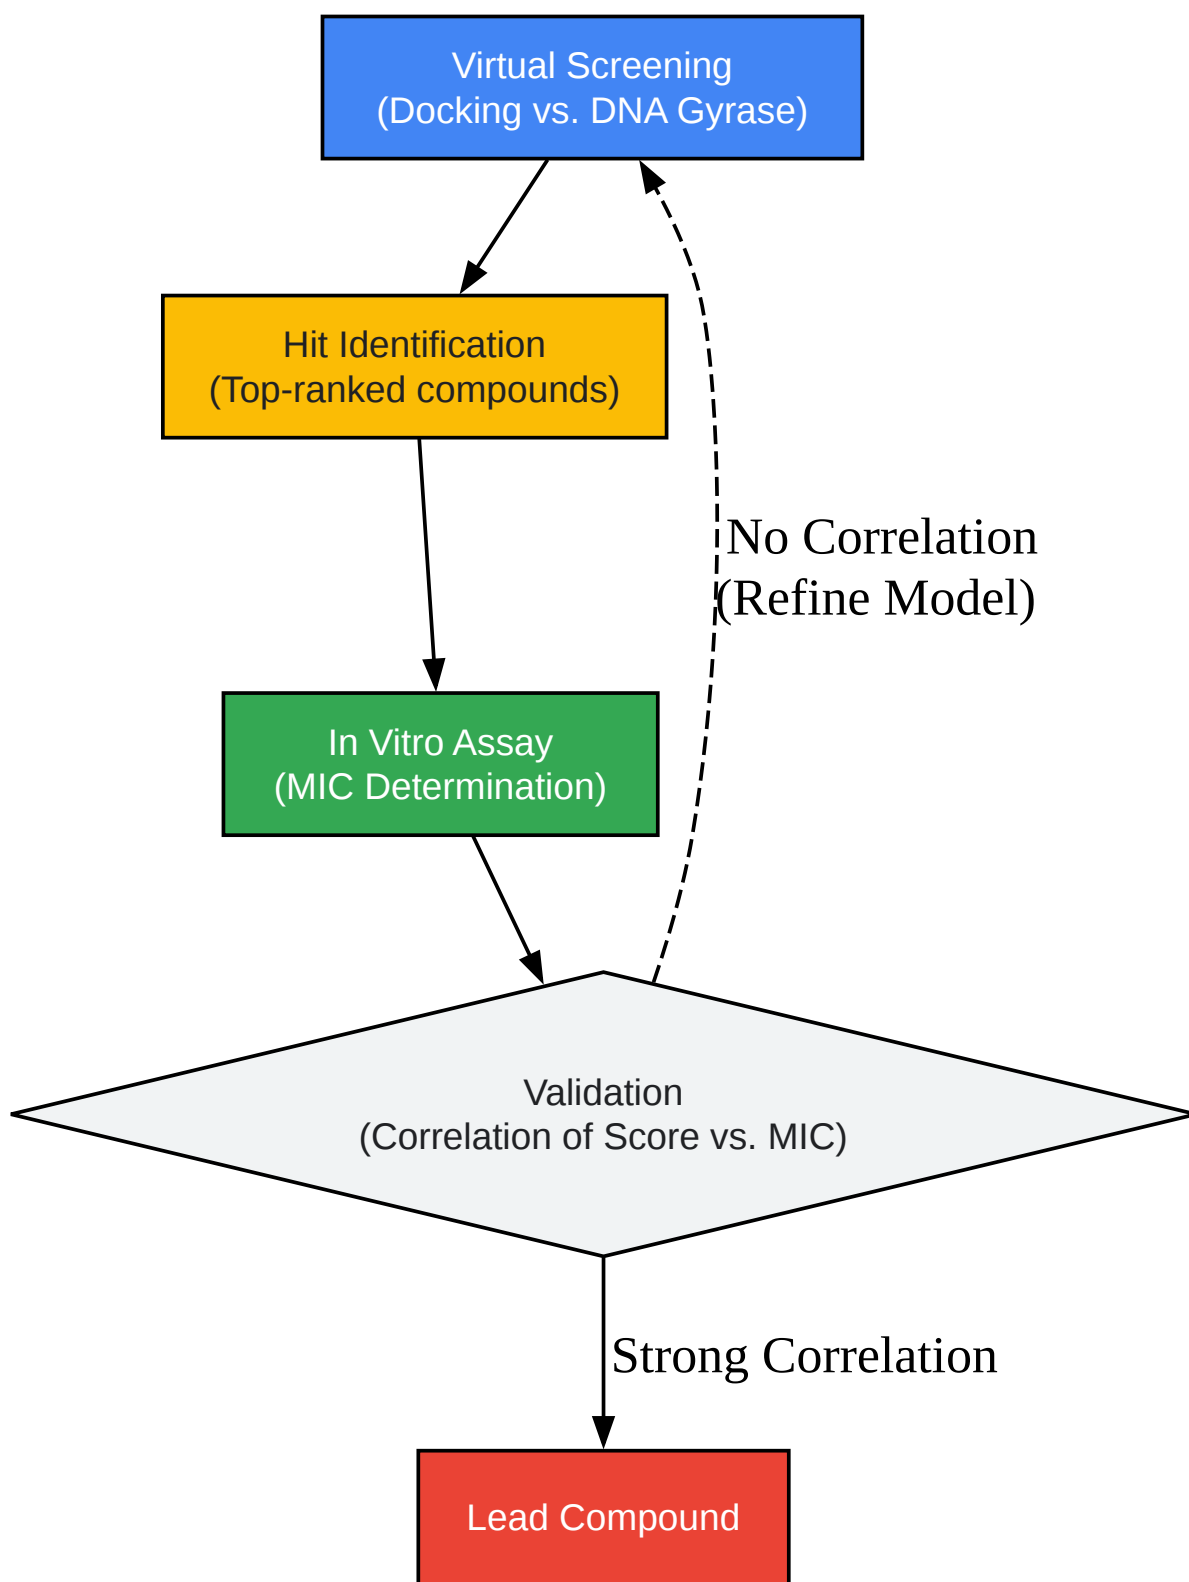 Virtual Screening
(Docking vs. DNA Gyrase)
Hit Identification
(Top-ranked compounds)
No Correlation
(Refine Model)
In Vitro Assay
(MIC Determination)
Validation
(Correlation of Score vs. MIC)
Strong Correlation
Lead Compound